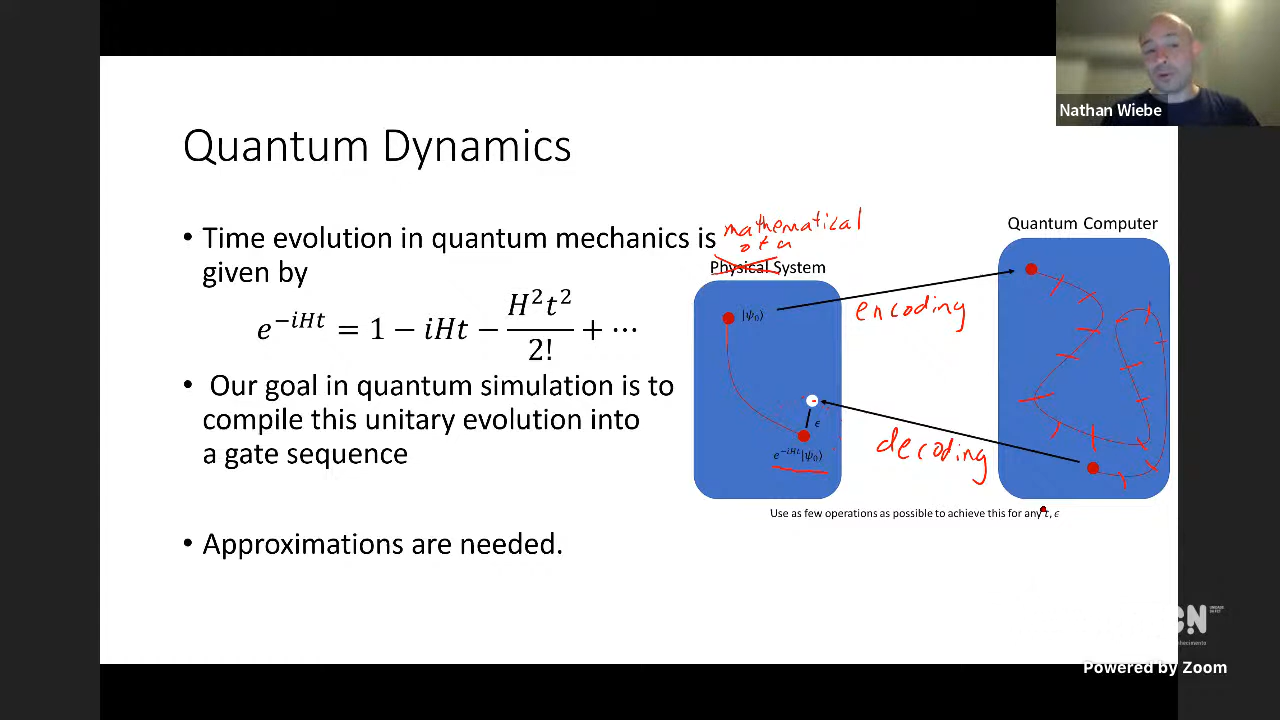 Nathan Wiebe
Quantum Dynamics
• Time evolution in quantum mechanics is
given by
e^{-iHt} = 1 − iHt − H²t²/2! + ⋯
• Our goal in quantum simulation is to
compile this unitary evolution into
a gate sequence
• Approximations are needed.
mathematical
of a
Physical System
|ψ₀⟩
ϵ
e^{-iHt}|ψ₀⟩
encoding
decoding
Quantum Computer
Use as few operations as possible to achieve this for any t, ϵ
CN
Powered by Zoom